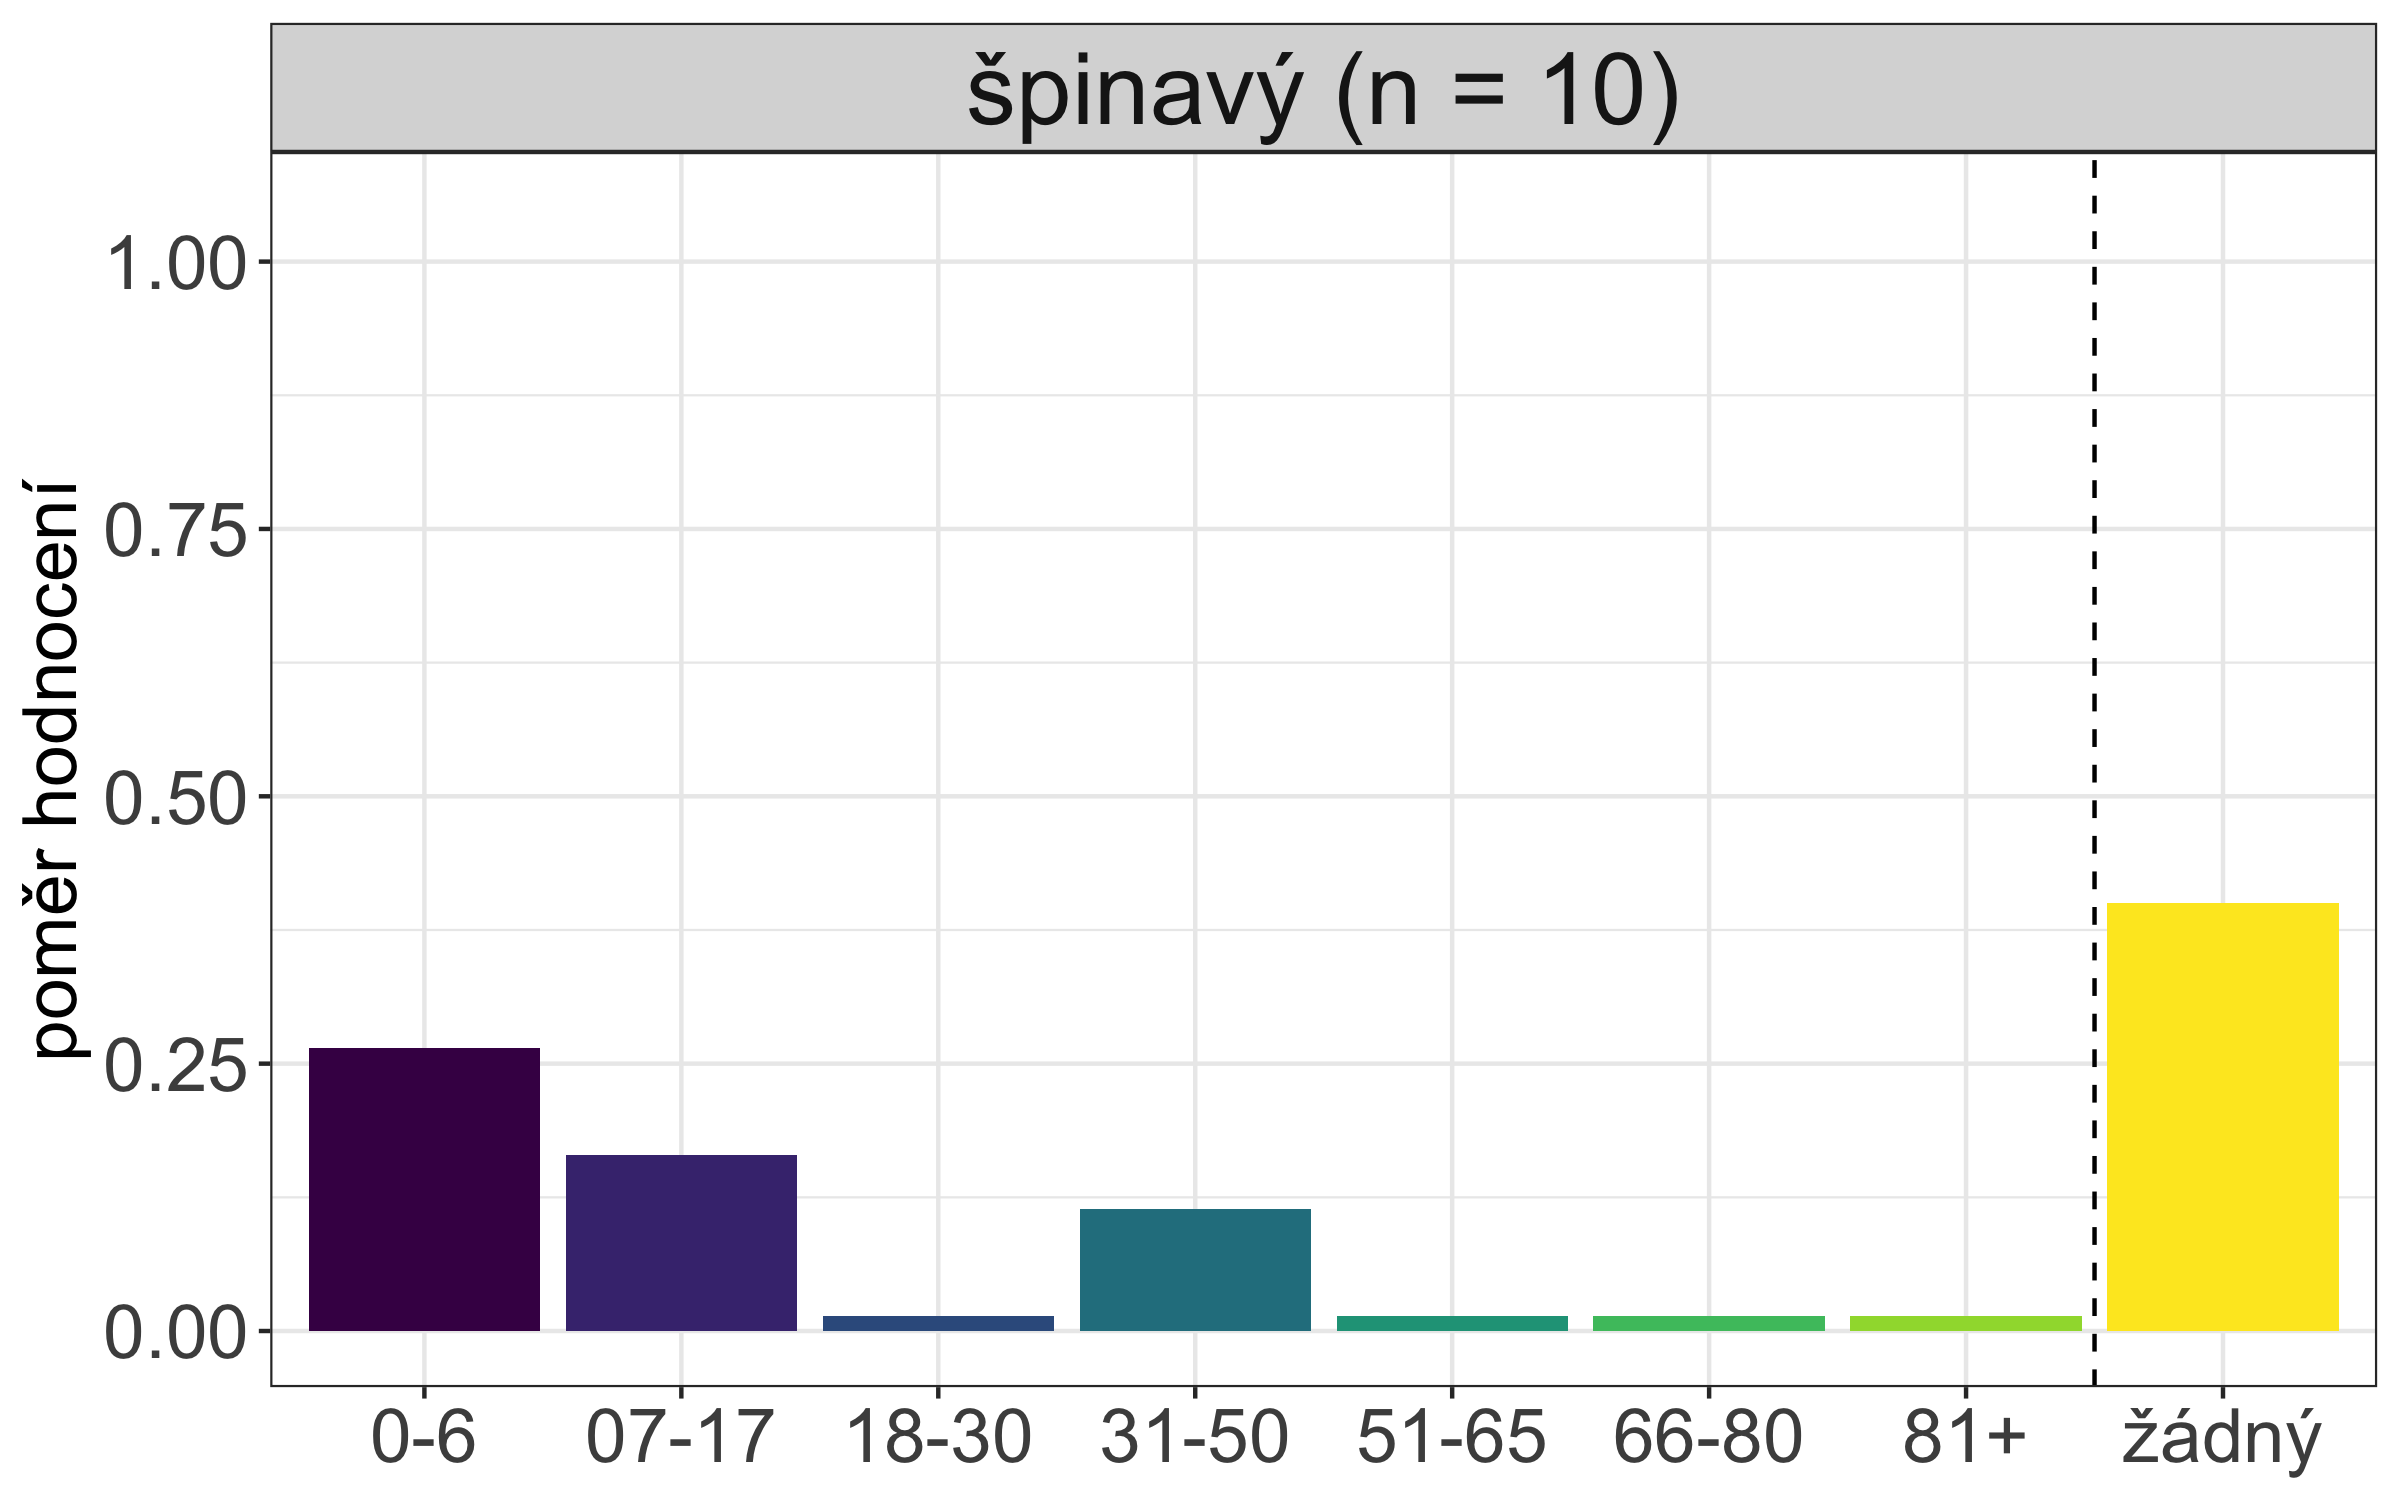 špinavý (n = 10)
poměr hodnocení
1.00
0.75
0.50
0.25
0.00
0-6 07-17 18-30 31-50 51-65 66-80 81+ žádný